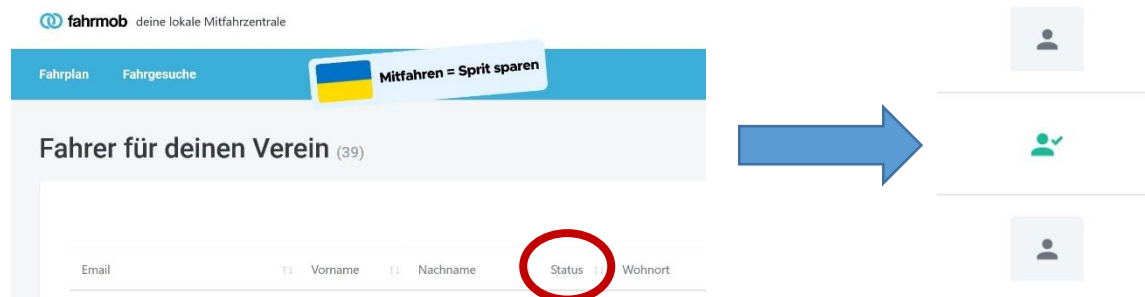 fahrmob deine lokale Mitfahrzentrale
Fahrplan Fahrgesuche
Mitfahren = Sprit sparen
Fahrer für deinen Verein (39)
Email Vorname Nachname Status Wohnort